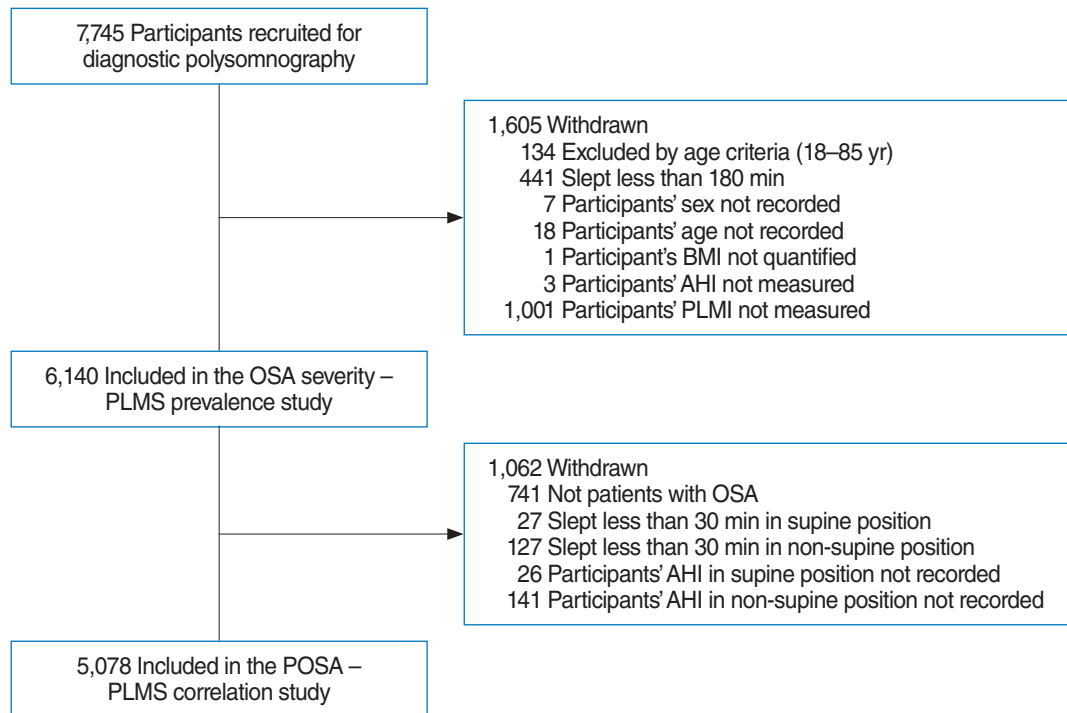 7,745 Participants recruited for
diagnostic polysomnography
1,605 Withdrawn
134 Excluded by age criteria (18–85 yr)
441 Slept less than 180 min
7 Participants’ sex not recorded
18 Participants’ age not recorded
1 Participant’s BMI not quantified
3 Participants’ AHI not measured
1,001 Participants’ PLMI not measured
6,140 Included in the OSA severity –
PLMS prevalence study
1,062 Withdrawn
741 Not patients with OSA
27 Slept less than 30 min in supine position
127 Slept less than 30 min in non-supine position
26 Participants’ AHI in supine position not recorded
141 Participants’ AHI in non-supine position not recorded
5,078 Included in the POSA –
PLMS correlation study